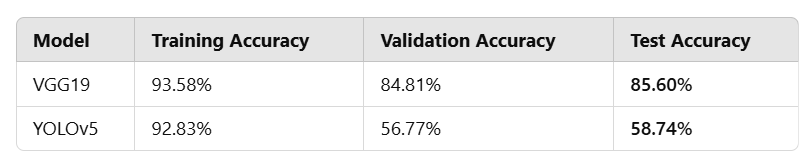 Model Training Accuracy Validation Accuracy Test Accuracy
VGG19 93.58% 84.81% 85.60%
YOLOv5 92.83% 56.77% 58.74%